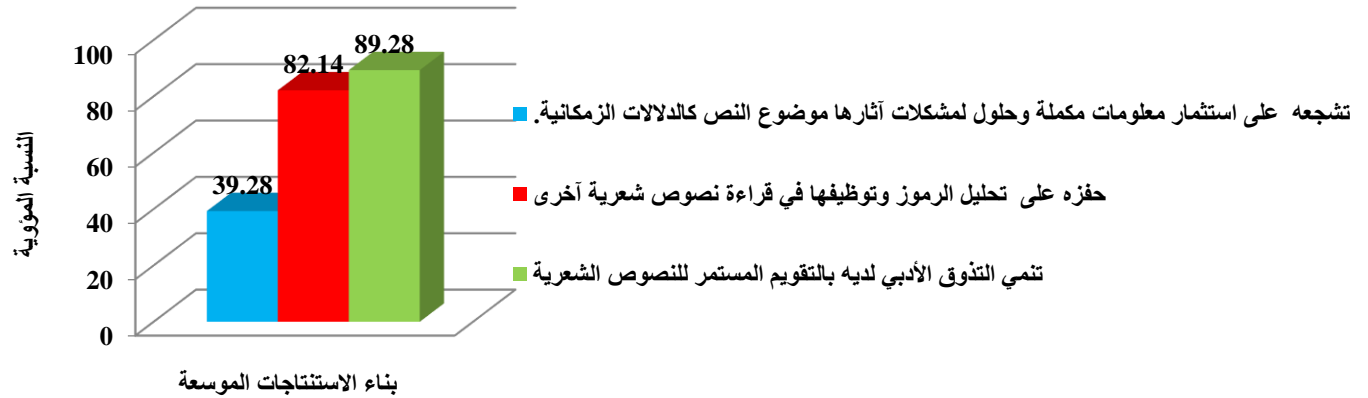 النسبة المؤوية
100
80
60
40
20
0
39.28
82.14
89.28
بناء الاستنتاجات الموسعة
تشجعه على استثمار معلومات مكملة وحلول لمشكلات آثارها موضوع النص كالدلالات الزمكانية.
حفزه على تحليل الرموز وتوظيفها في قراءة نصوص شعرية آخرى
تنمي التذوق الأدبي لديه بالتقويم المستمر للنصوص الشعرية